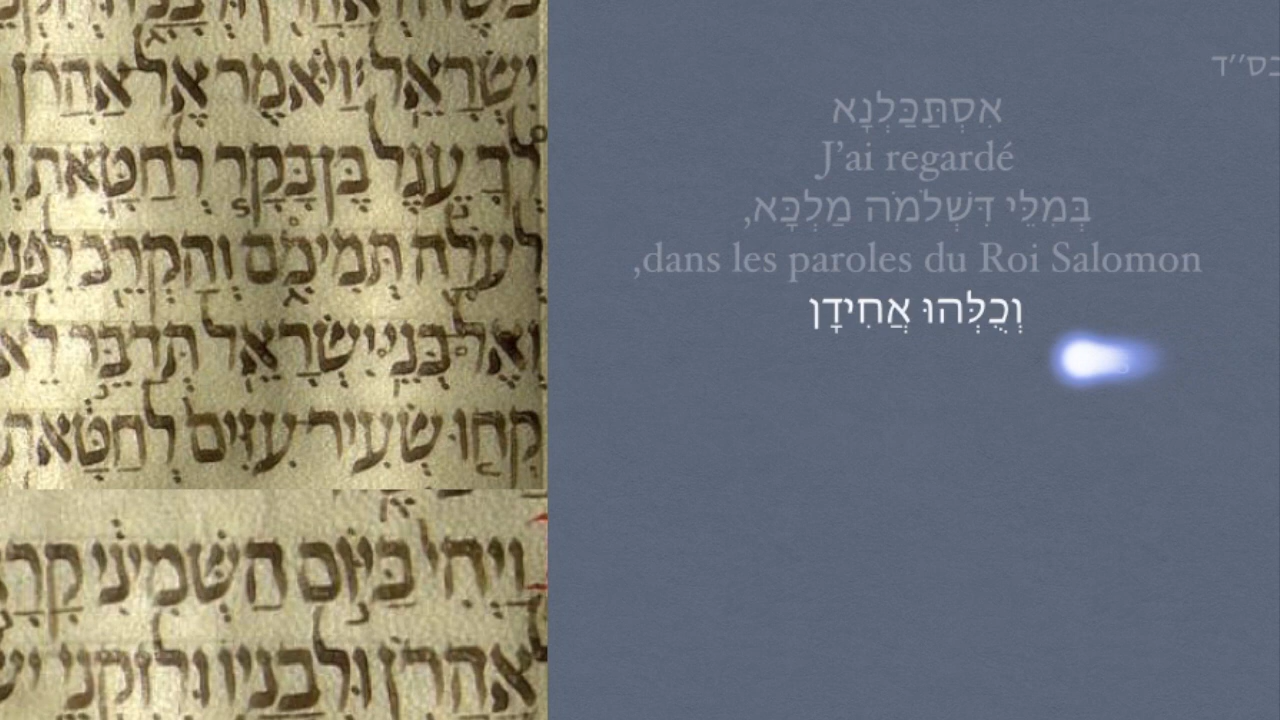 יִשְׂרָאֵל וַיֹּאמֶר אֶל אַהֲרֹן
לְךָ עֵגֶל בֶּן בָּקָר לְחַטָּאת
לְעֹלָה תְּמִימִם וְהַקְרֵב לִפְנֵי
וְאֶל בְּנֵי יִשְׂרָאֵל תְּדַבֵּר
קְחוּ שְׂעִיר עִזִּים לְחַטָּאת
וַיְהִי בַּיּוֹם הַשְּׁמִינִי
אַהֲרֹן וּלְבָנָיו וּלְזִקְנֵי
בס״ד
אִסְתַּכַּלְנָא
J’ai regardé
בְּמִלֵּי דִּשְׁלֹמֹה מַלְכָּא,
,dans les paroles du Roi Salomon
וְכֻלְּהוּ אֲחִידָן